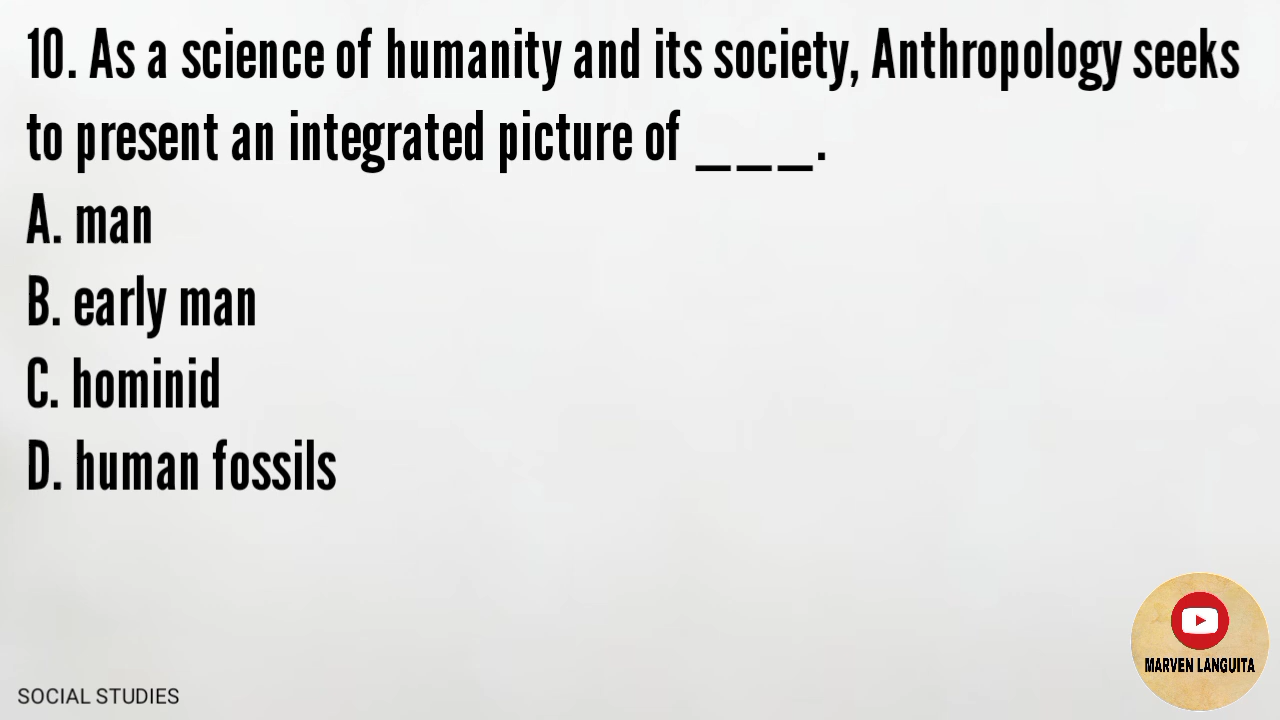 10. As a science of humanity and its society, Anthropology seeks
to present an integrated picture of ___.
A. man
B. early man
C. hominid
D. human fossils
MARVEN LANGUITA
SOCIAL STUDIES